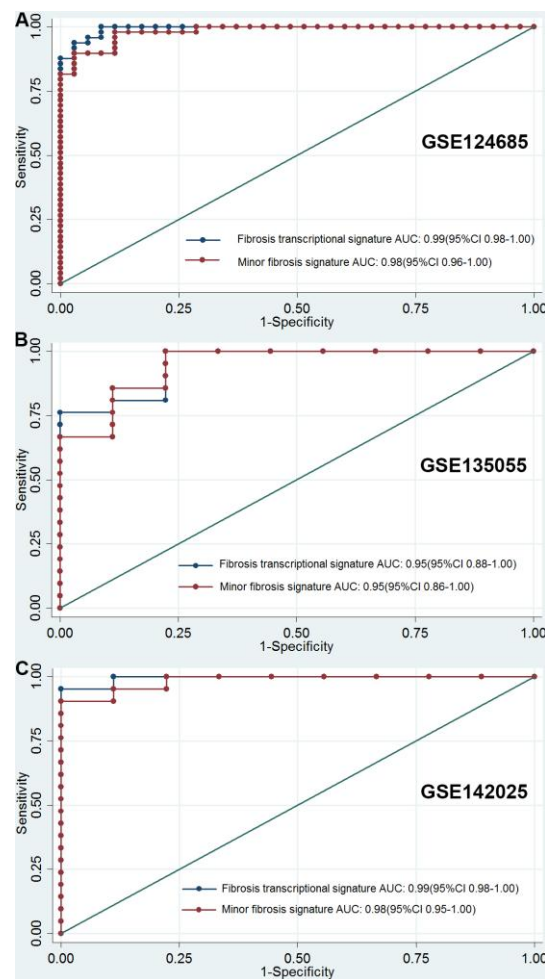 A
Sensitivity
0.00 0.25 0.50 0.75 1.00
GSE124685
Fibrosis transcriptional signature AUC: 0.99(95%CI 0.98-1.00)
Minor fibrosis signature AUC: 0.98(95%CI 0.96-1.00)
0.00 0.25 0.50 0.75 1.00
1-Specificity
B
Sensitivity
0.00 0.25 0.50 0.75 1.00
GSE135055
Fibrosis transcriptional signature AUC: 0.95(95%CI 0.88-1.00)
Minor fibrosis signature AUC: 0.95(95%CI 0.86-1.00)
0.00 0.25 0.50 0.75 1.00
1-Specificity
C
Sensitivity
0.00 0.25 0.50 0.75 1.00
GSE142025
Fibrosis transcriptional signature AUC: 0.99(95%CI 0.98-1.00)
Minor fibrosis signature AUC: 0.98(95%CI 0.95-1.00)
0.00 0.25 0.50 0.75 1.00
1-Specificity